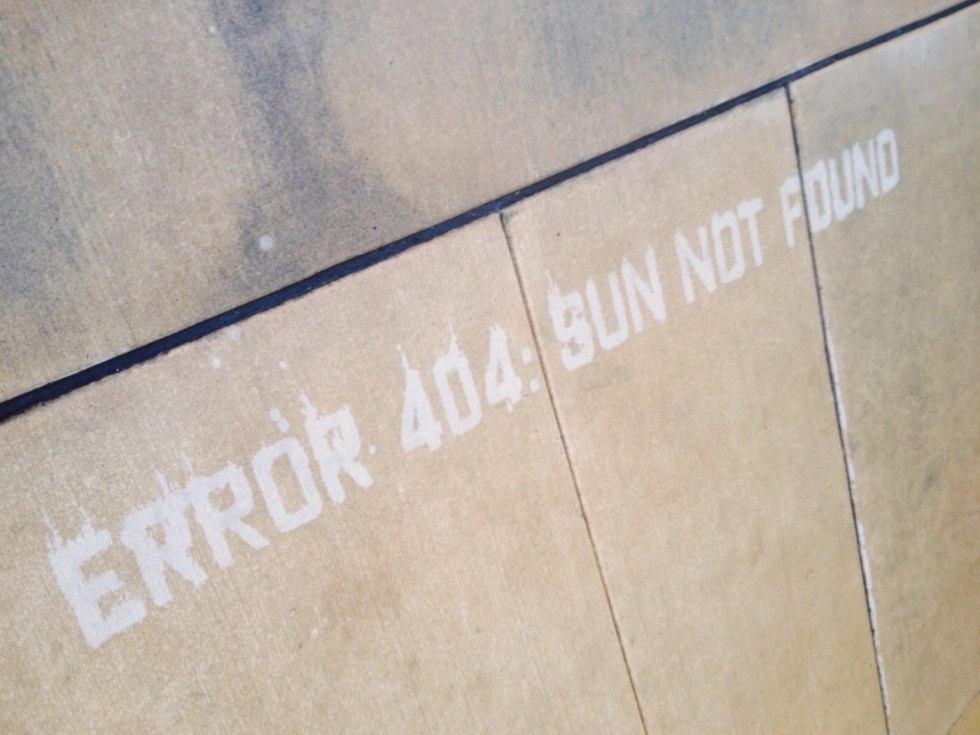 ERROR 404: SUN NOT FOUND